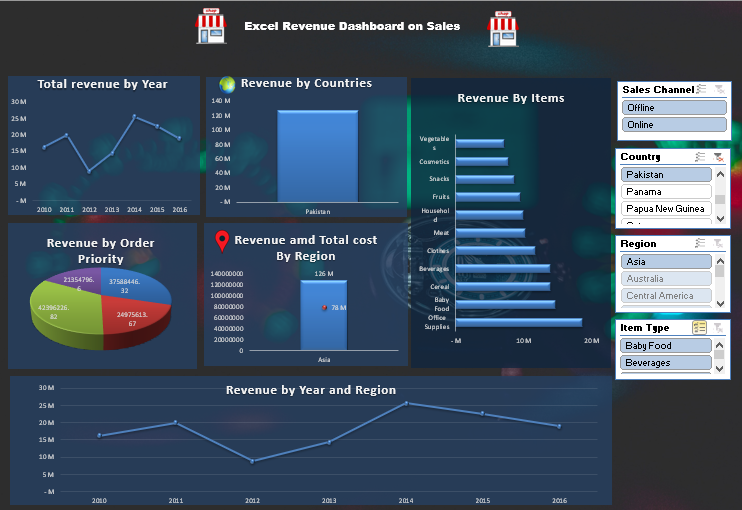 shop
Excel Revenue Dashboard on Sales
shop
Total revenue by Year
30 M
25 M
20 M
15 M
10 M
5 M
- M
2010 2011 2012 2013 2014 2015 2016
Revenue by Countries
140 M
120 M
100 M
80 M
60 M
40 M
20 M
- M
Pakistan
Revenue By Items
Vegetable
s
Cosmetics
Snacks
Fruits
Househol
d
Meat
Clothes
Beverages
Cereal
Baby
Food
Office
Supplies
- M 10 M 20 M
Sales Channel
Offline
Online
Country
Pakistan
Panama
Papua New Guinea
Region
Asia
Australia
Central America
Item Type
Baby Food
Beverages
Revenue by Order
Priority
21354796.
6
37588446.
32
42396226.
82
24975613.
67
Revenue amd Total cost
By Region
140000000
120000000
100000000
80000000
60000000
40000000
20000000
0
126 M
78 M
Asia
Revenue by Year and Region
30 M
25 M
20 M
15 M
10 M
5 M
- M
2010 2011 2012 2013 2014 2015 2016